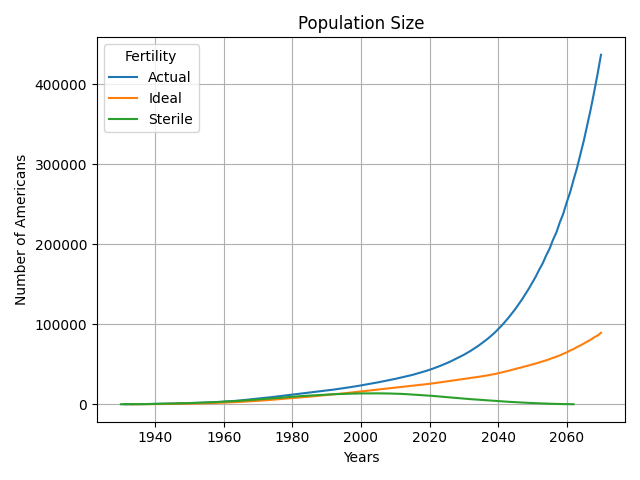 Population Size
Fertility
Actual
Ideal
Sterile
400000
300000
200000
100000
0
Number of Americans
1940 1960 1980 2000 2020 2040 2060
Years